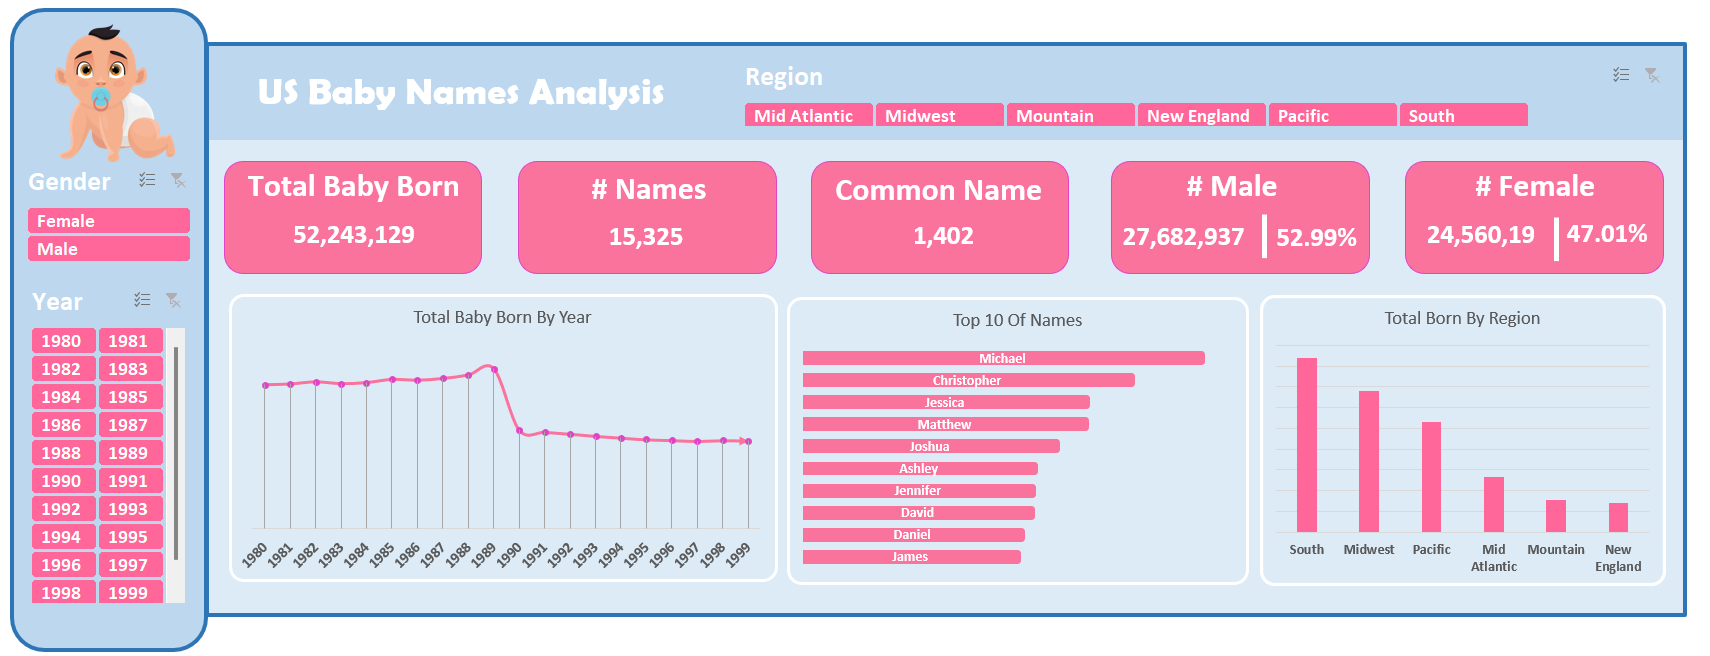 US Baby Names Analysis
Region
Mid Atlantic
Midwest
Mountain
New England
Pacific
South
Gender
Female
Male
Year
1980 1981
1982 1983
1984 1985
1986 1987
1988 1989
1990 1991
1992 1993
1994 1995
1996 1997
1998 1999
Total Baby Born
52,243,129
# Names
15,325
Common Name
1,402
# Male
27,682,937 52.99%
# Female
24,560,19 47.01%
Total Baby Born By Year
1980
1981
1982
1983
1984
1985
1986
1987
1988
1989
1990
1991
1992
1993
1994
1995
1996
1997
1998
1999
Top 10 Of Names
Michael
Christopher
Jessica
Matthew
Joshua
Ashley
Jennifer
David
Daniel
James
Total Born By Region
South
Midwest
Pacific
Mid
Atlantic
Mountain
New
England